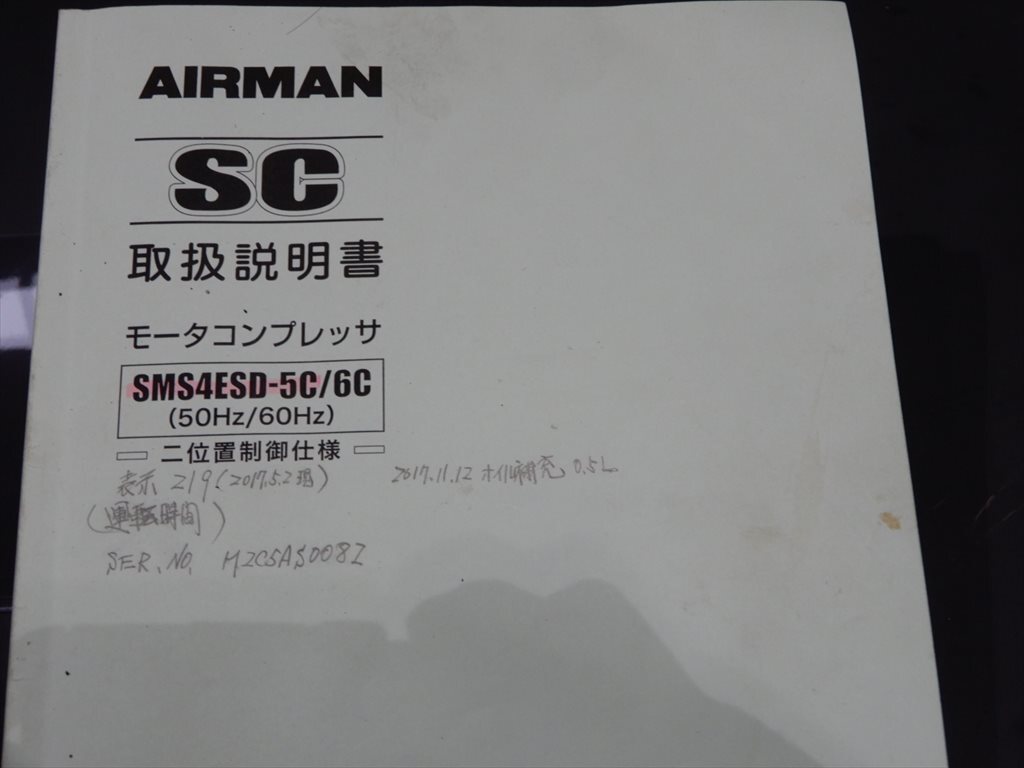 AIRMAN
SC
取扱説明書
モータコンプレッサ
SMS4ESD-5C/6C
(50Hz/60Hz)
二位置制御仕様
表示 219 (2017.5.2現) 2017.11.12 オイル補充 0.5L
(運転時間)
SER. NO.